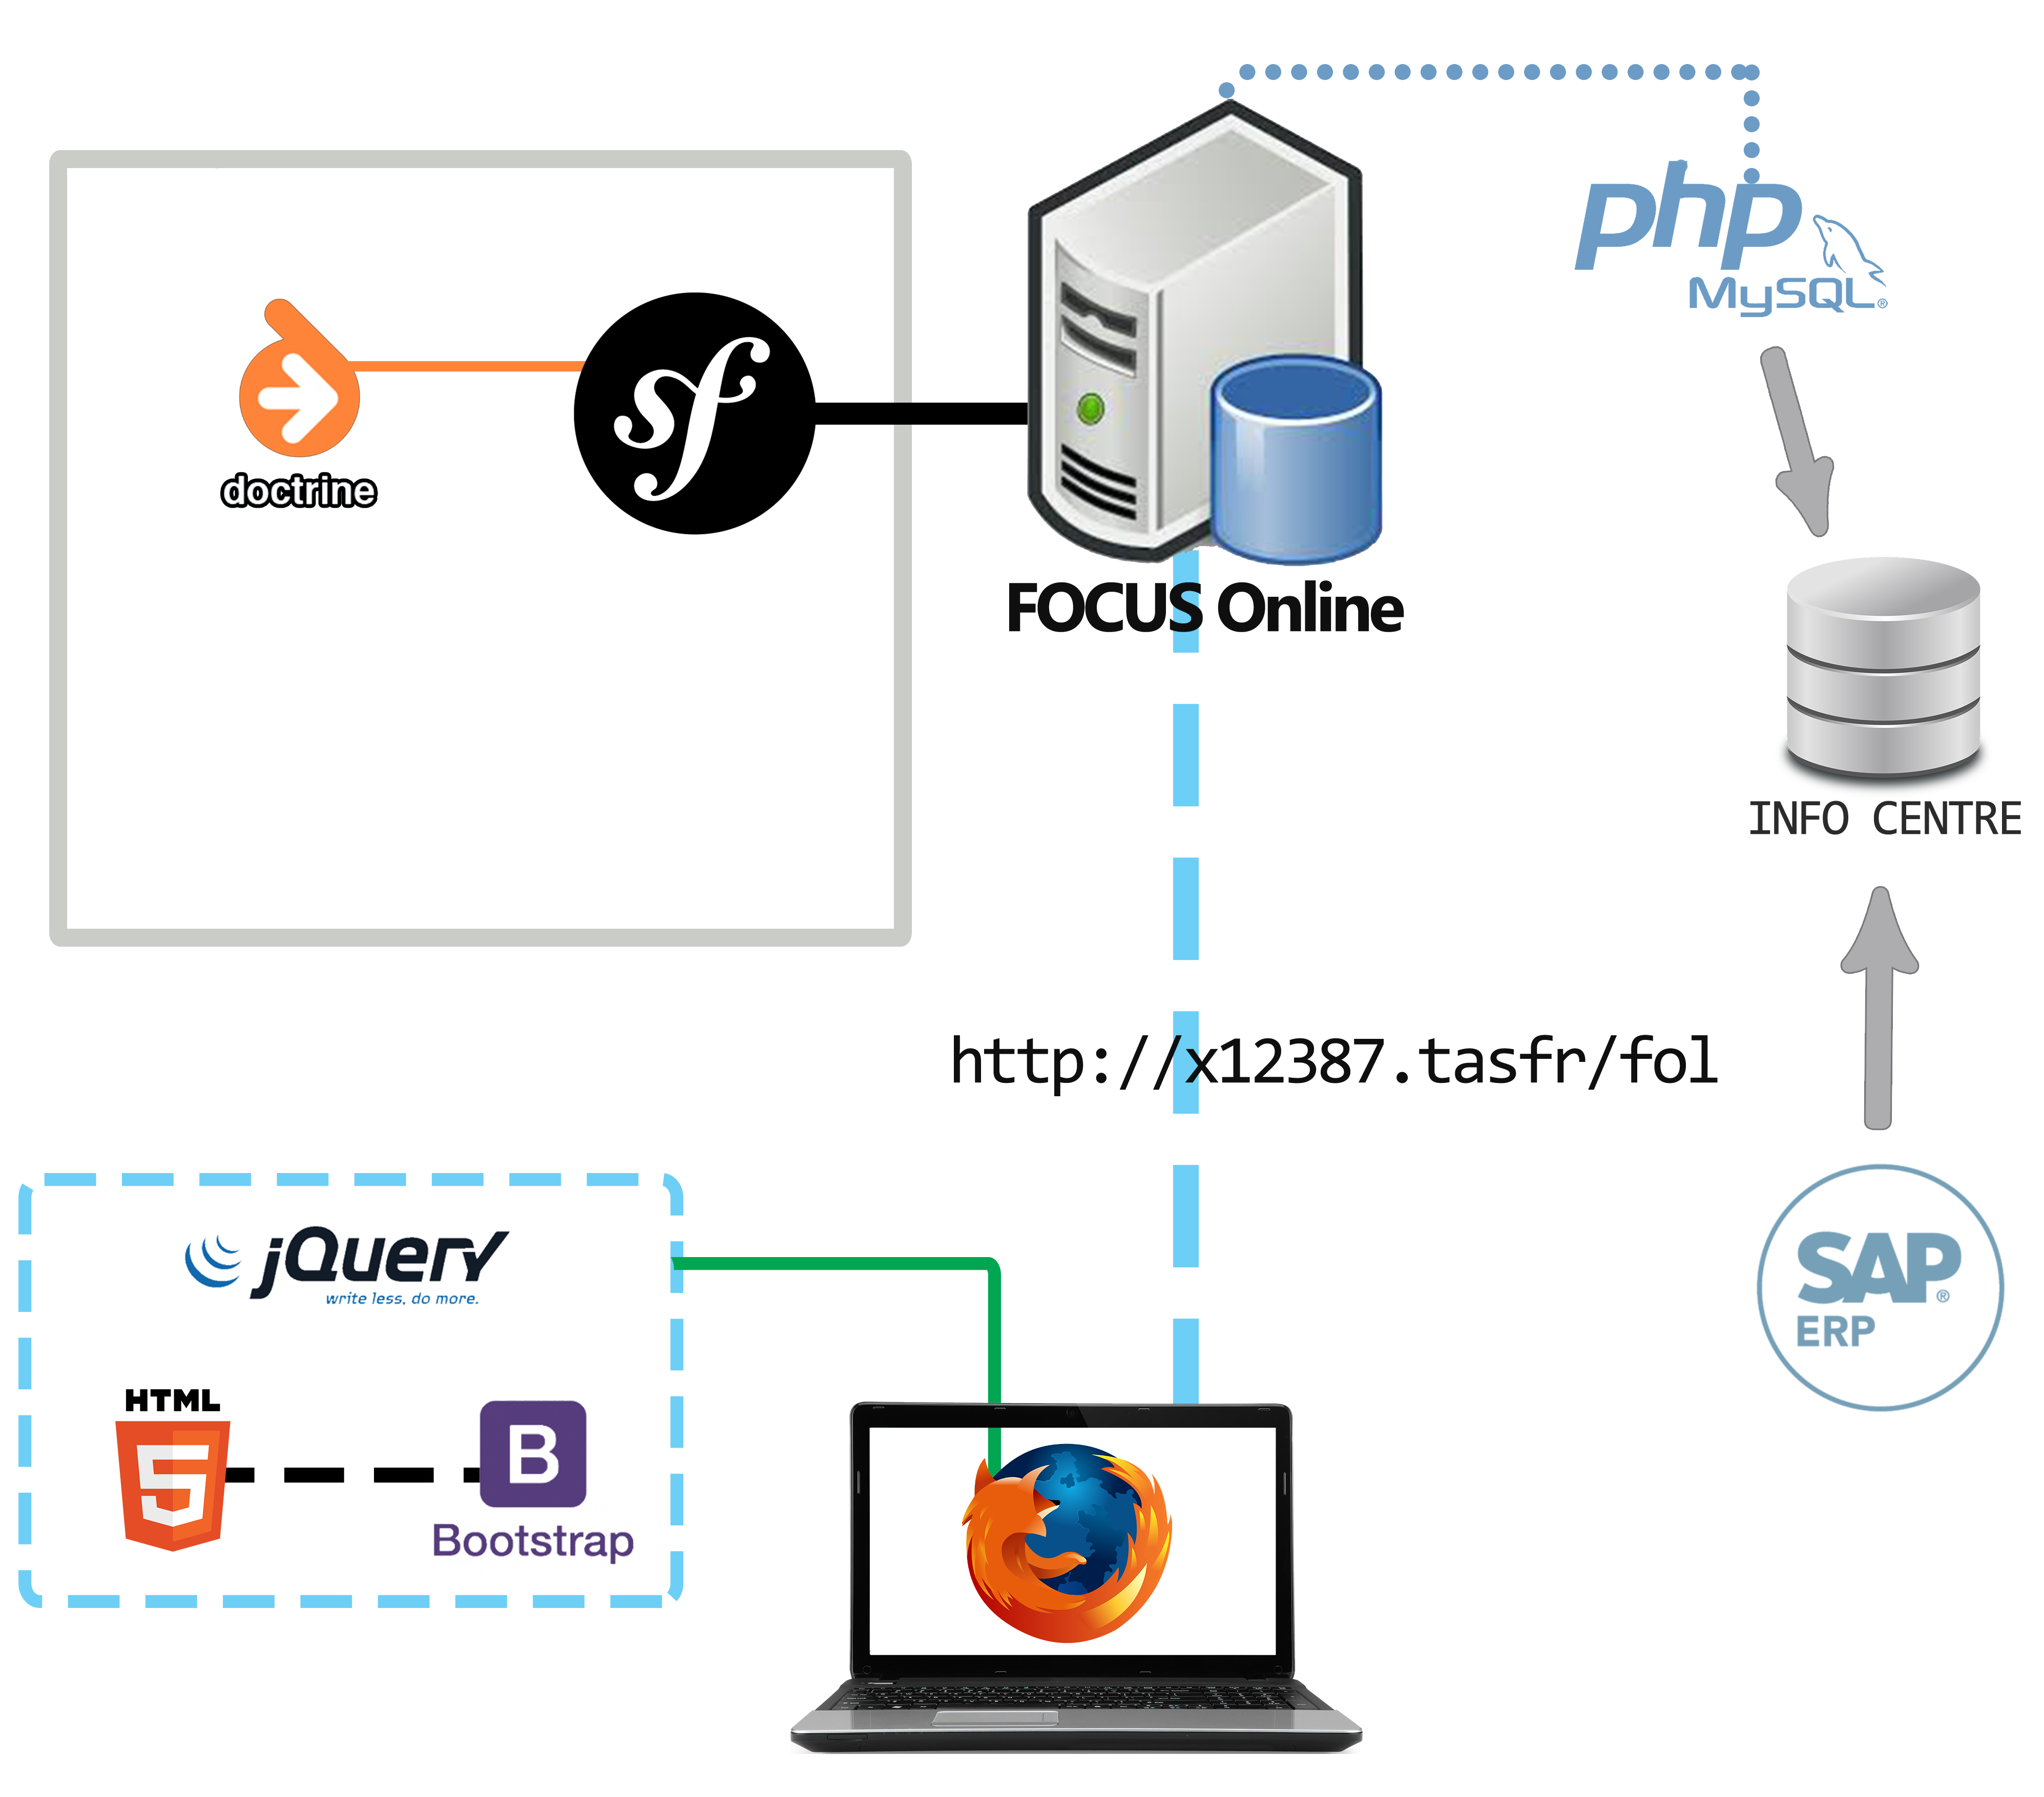 php
MySQL®
sf
doctrine
FOCUS Online
INFO CENTRE
http://x12387.tasfr/fol
jQuery
write less, do more.
SAP®
ERP
HTML
5
B
Bootstrap